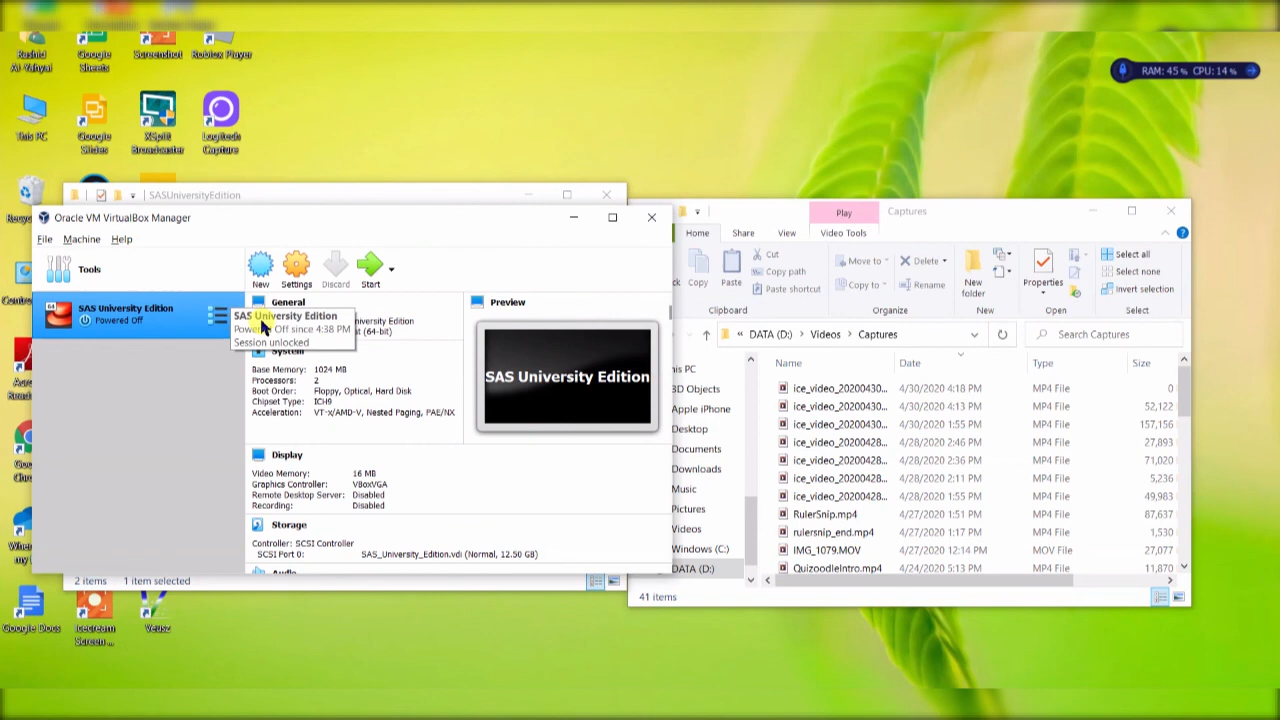 Rashid
Al-Yahyai
Google
Sheets
Screenshot
Roblox Player
This PC
Google
Slides
XSplit
Broadcaster
Logitech
Capture
RAM: 45% CPU: 14%
SASUniversityEdition
Oracle VM VirtualBox Manager
File Machine Help
Tools
New
Settings
Discard
Start
SAS University Edition
Powered Off
SAS University Edition
Off since 4:38 PM
Session unlocked
General
(64-bit)
System
Base Memory: 1024 MB
Processors: 2
Boot Order: Floppy, Optical, Hard Disk
Chipset Type: ICH9
Acceleration: VT-x/AMD-V, Nested Paging, PAE/NX
Preview
SAS University Edition
Display
Video Memory: 16 MB
Graphics Controller: VBoxVGA
Remote Desktop Server: Disabled
Recording: Disabled
Storage
Controller: SCSI Controller
SCSI Port 0: SAS_University_Edition.vdi (Normal, 12.50 GB)
Audio
2 items 1 item selected
Google Docs
Icecream
Screen ...
Veusz
Play
Captures
Home Share View Video Tools
Copy
Paste
Cut
Copy path
Paste shortcut
Clipboard
Move to
Copy to
Delete
Rename
Organize
New
folder
New
Properties
Open
Select all
Select none
Invert selection
Select
« DATA (D:) > Videos > Captures
Search Captures
Name Date Type Size
3D Objects
Apple iPhone
Desktop
Documents
Downloads
Music
Pictures
Videos
Windows (C:)
DATA (D:)
ice_video_20200430... 4/30/2020 4:18 PM MP4 File 0
ice_video_20200430... 4/30/2020 4:13 PM MP4 File 52,122
ice_video_20200430... 4/30/2020 1:55 PM MP4 File 157,156
ice_video_20200428... 4/28/2020 2:46 PM MP4 File 27,893
ice_video_20200428... 4/28/2020 2:36 PM MP4 File 71,020
ice_video_20200428... 4/28/2020 2:11 PM MP4 File 5,236
ice_video_20200428... 4/28/2020 1:55 PM MP4 File 49,983
RulerSnip.mp4 4/27/2020 1:51 PM MP4 File 87,637
rulersnip_end.mp4 4/27/2020 1:17 PM MP4 File 1,530
IMG_1079.MOV 4/27/2020 12:14 PM MOV File 27,077
QuizoodleIntro.mp4 4/24/2020 5:13 PM MP4 File 11,870
41 items